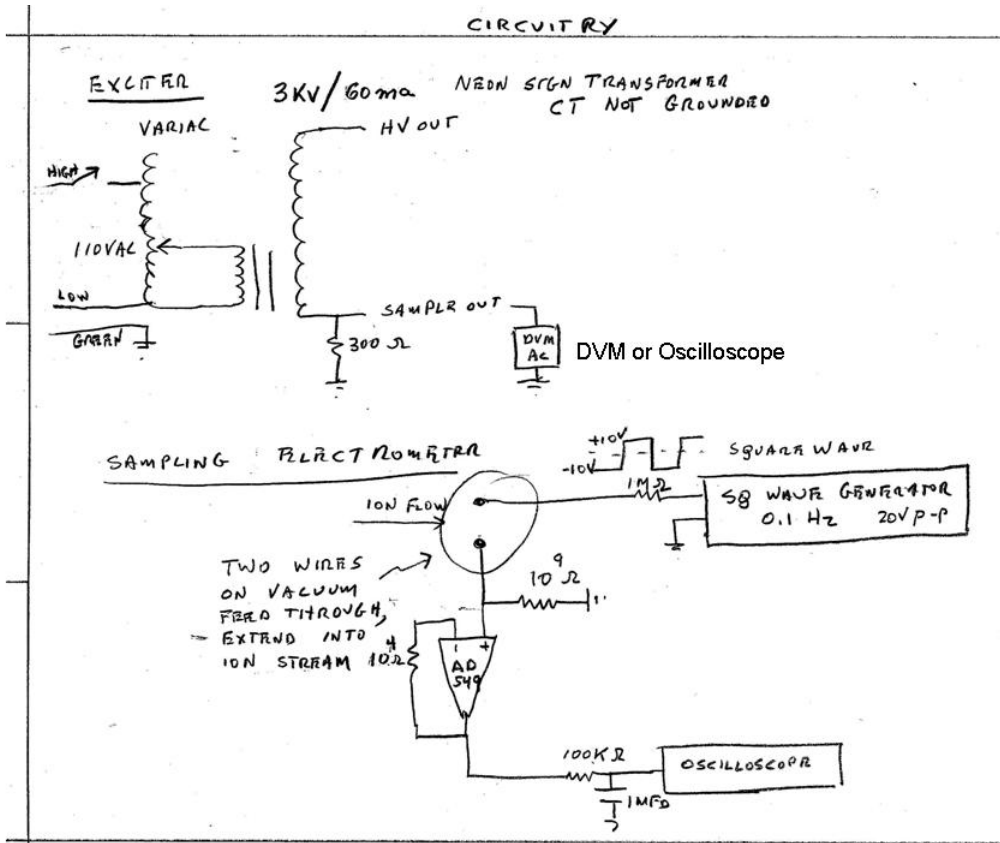 CIRCUITRY
EXCITER
3KV/60ma NEON SIGN TRANSFORMER
CT NOT GROUNDED
VARIAC
HV OUT
HIGH
110VAC
LOW
GREEN
SAMPLE OUT
300 Ω
DVM
AC
DVM or Oscilloscope
SAMPLING ELECTROMETER
+10V
-10V
SQUARE WAVE
1MΩ
SQ WAVE GENERATOR
0.1 Hz 20V P-P
ION FLOW
TWO WIRES
ON VACUUM
FEED THROUGH,
EXTEND INTO
ION STREAM
10⁹ Ω
10⁴ Ω
- +
AD
549
100K Ω
1MFD
OSCILLOSCOPE